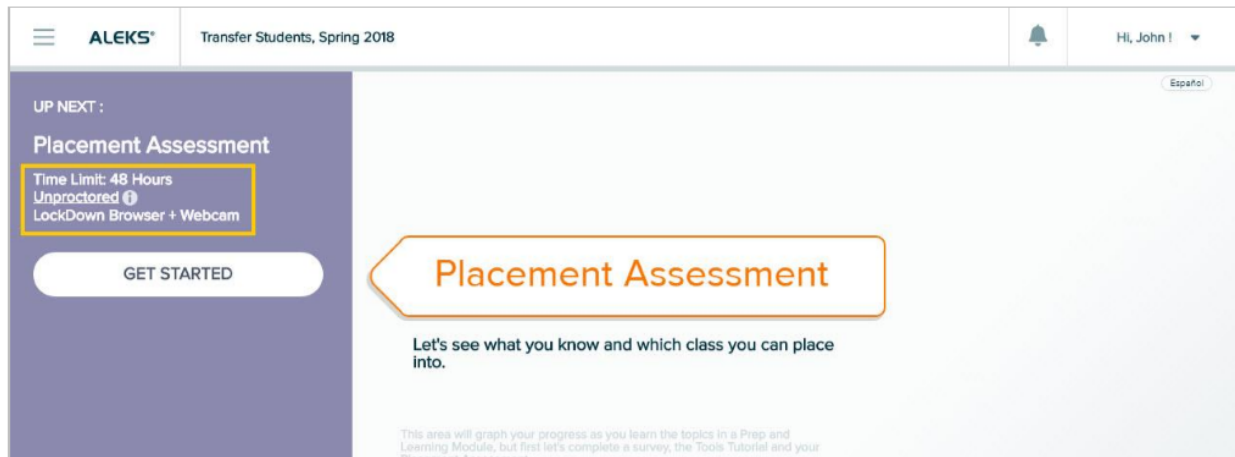 ALEKS®
Transfer Students, Spring 2018
Hi, John !
Español
UP NEXT :
Placement Assessment
Time Limit: 48 Hours
Unproctored
LockDown Browser + Webcam
GET STARTED
Placement Assessment
Let's see what you know and which class you can place
into.
This area will graph your progress as you learn the topics in a Prep and
Learning Module, but first let's complete a survey, the Tools Tutorial and your
Placement Assessment